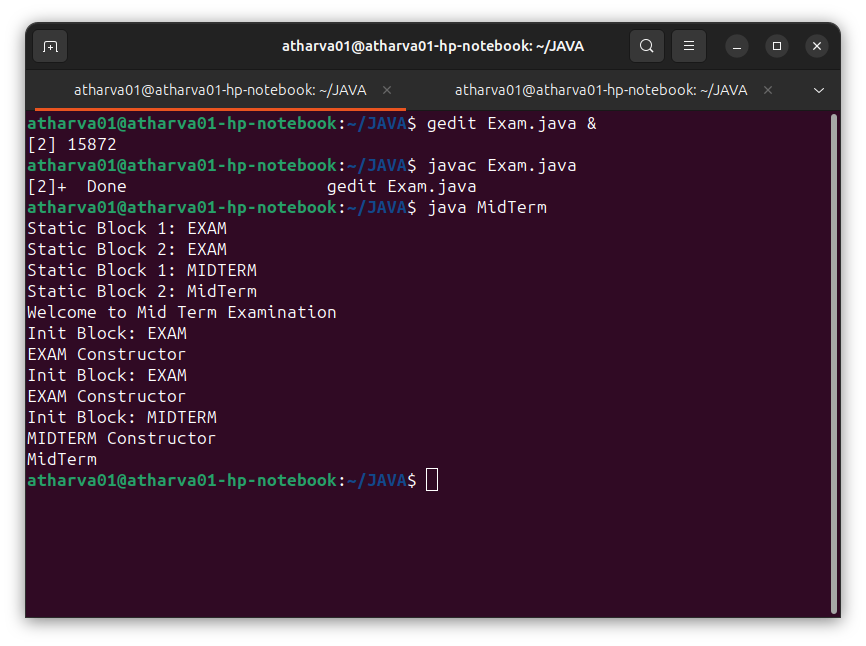 atharva01@atharva01-hp-notebook: ~/JAVA
atharva01@atharva01-hp-notebook: ~/JAVA
atharva01@atharva01-hp-notebook: ~/JAVA
atharva01@atharva01-hp-notebook:~/JAVA$ gedit Exam.java &
[2] 15872
atharva01@atharva01-hp-notebook:~/JAVA$ javac Exam.java
[2]+  Done                    gedit Exam.java
atharva01@atharva01-hp-notebook:~/JAVA$ java MidTerm
Static Block 1: EXAM
Static Block 2: EXAM
Static Block 1: MIDTERM
Static Block 2: MidTerm
Welcome to Mid Term Examination
Init Block: EXAM
EXAM Constructor
Init Block: EXAM
EXAM Constructor
Init Block: MIDTERM
MIDTERM Constructor
MidTerm
atharva01@atharva01-hp-notebook:~/JAVA$